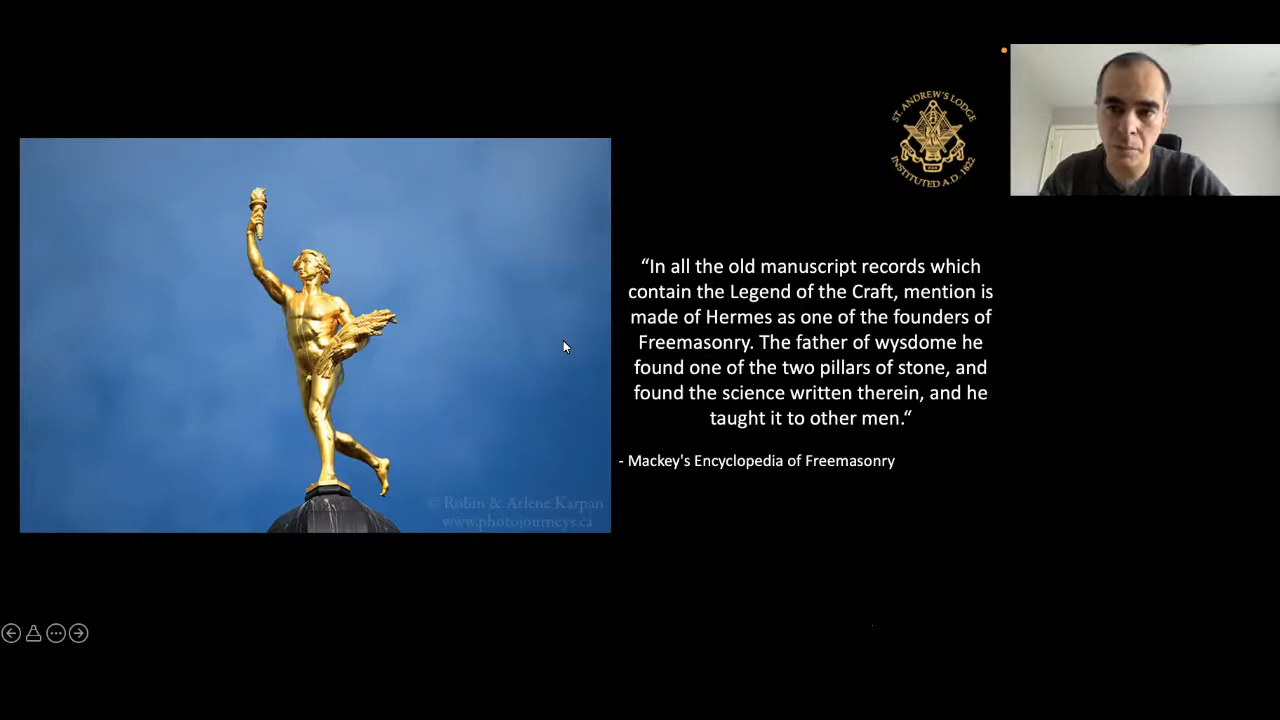 ST. ANDREW'S LODGE
INSTITUTED A.D. 1822
“In all the old manuscript records which
contain the Legend of the Craft, mention is
made of Hermes as one of the founders of
Freemasonry. The father of wysdome he
found one of the two pillars of stone, and
found the science written therein, and he
taught it to other men.“
- Mackey's Encyclopedia of Freemasonry
© Robin & Arlene Karpan
www.photojourneys.ca